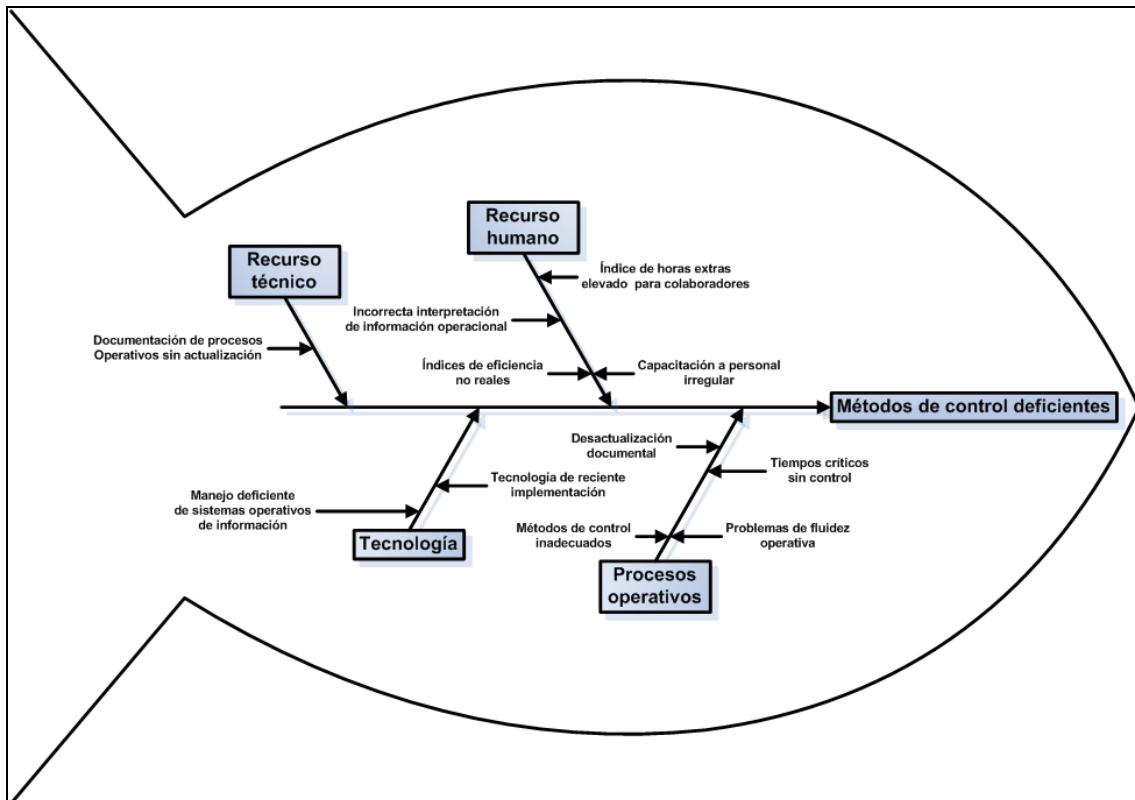 Recurso
humano
Recurso
técnico
Índice de horas extras
elevado para colaboradores
Incorrecta interpretación
de información operacional
Documentación de procesos
Operativos sin actualización
Índices de eficiencia
no reales
Capacitación a personal
irregular
Métodos de control deficientes
Desactualización
documental
Tiempos críticos
sin control
Tecnología de reciente
implementación
Manejo deficiente
de sistemas operativos
de información
Métodos de control
inadecuados
Problemas de fluidez
operativa
Tecnología
Procesos
operativos